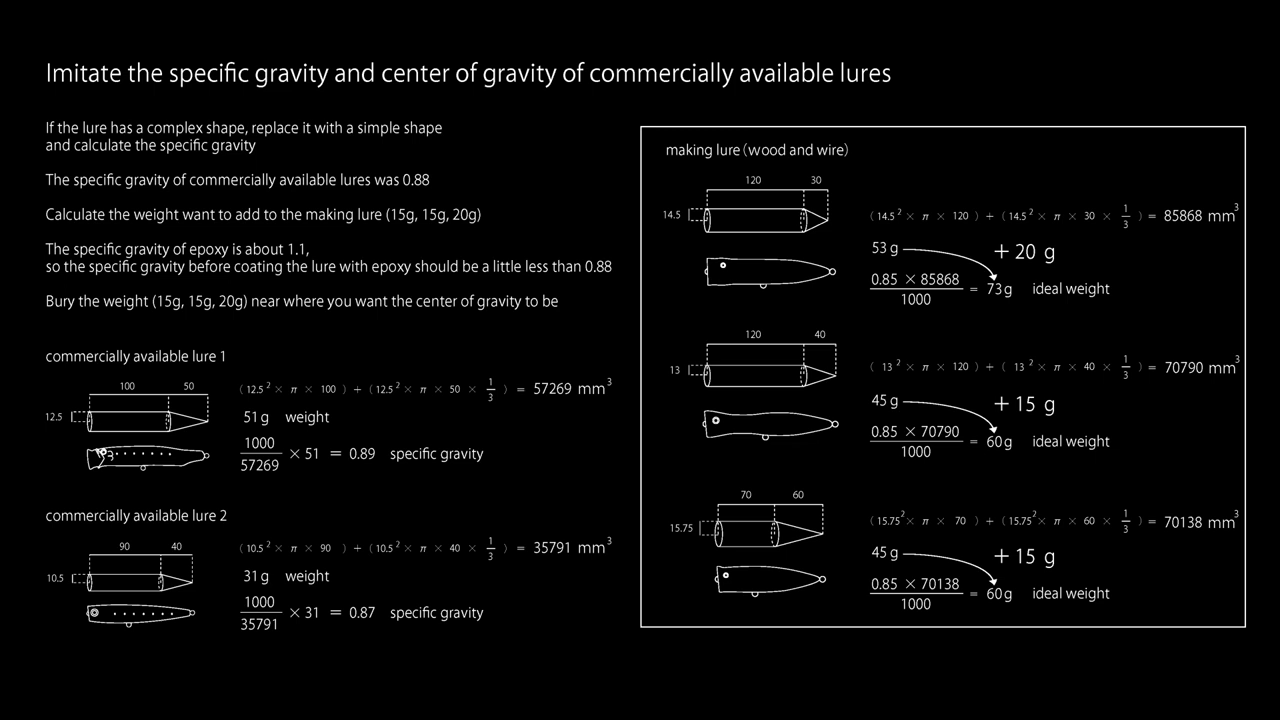 Imitate the specific gravity and center of gravity of commercially available lures
If the lure has a complex shape, replace it with a simple shape
and calculate the specific gravity
The specific gravity of commercially available lures was 0.88
Calculate the weight want to add to the making lure (15g, 15g, 20g)
The specific gravity of epoxy is about 1.1,
so the specific gravity before coating the lure with epoxy should be a little less than 0.88
Bury the weight (15g, 15g, 20g) near where you want the center of gravity to be
commercially available lure 1
100 50
12.5
(12.5² × π × 100) + (12.5² × π × 50 × 1/3) = 57269 mm³
51g weight
1000/57269 × 51 = 0.89 specific gravity
commercially available lure 2
90 40
10.5
(10.5² × π × 90) + (10.5² × π × 40 × 1/3) = 35791 mm³
31g weight
1000/35791 × 31 = 0.87 specific gravity
making lure (wood and wire)
120 30
14.5
(14.5² × π × 120) + (14.5² × π × 30 × 1/3) = 85868 mm³
53g + 20 g
0.85 × 85868/1000 = 73g ideal weight
120 40
13
(13² × π × 120) + (13² × π × 40 × 1/3) = 70790 mm³
45g + 15 g
0.85 × 70790/1000 = 60g ideal weight
70 60
15.75
(15.75² × π × 70) + (15.75² × π × 60 × 1/3) = 70138 mm³
45g + 15 g
0.85 × 70138/1000 = 60g ideal weight